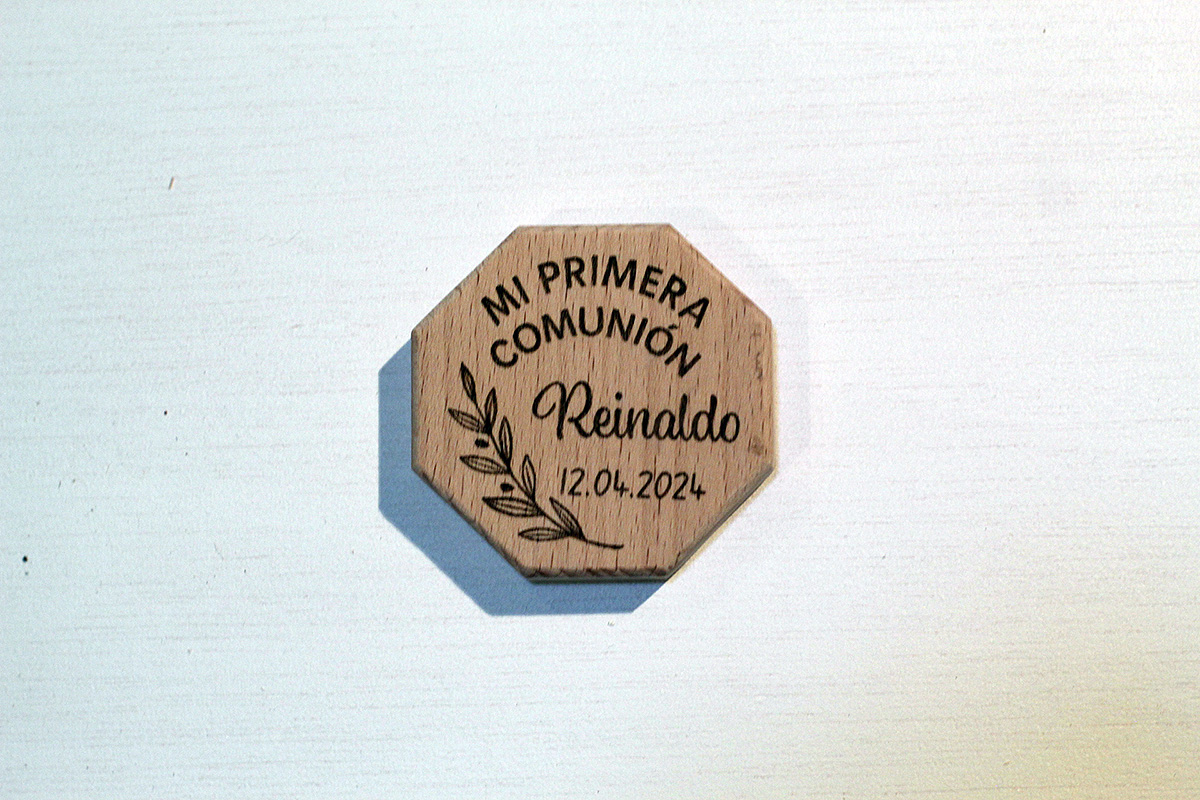 MI PRIMERA
COMUNIÓN
Reinaldo
12.04.2024